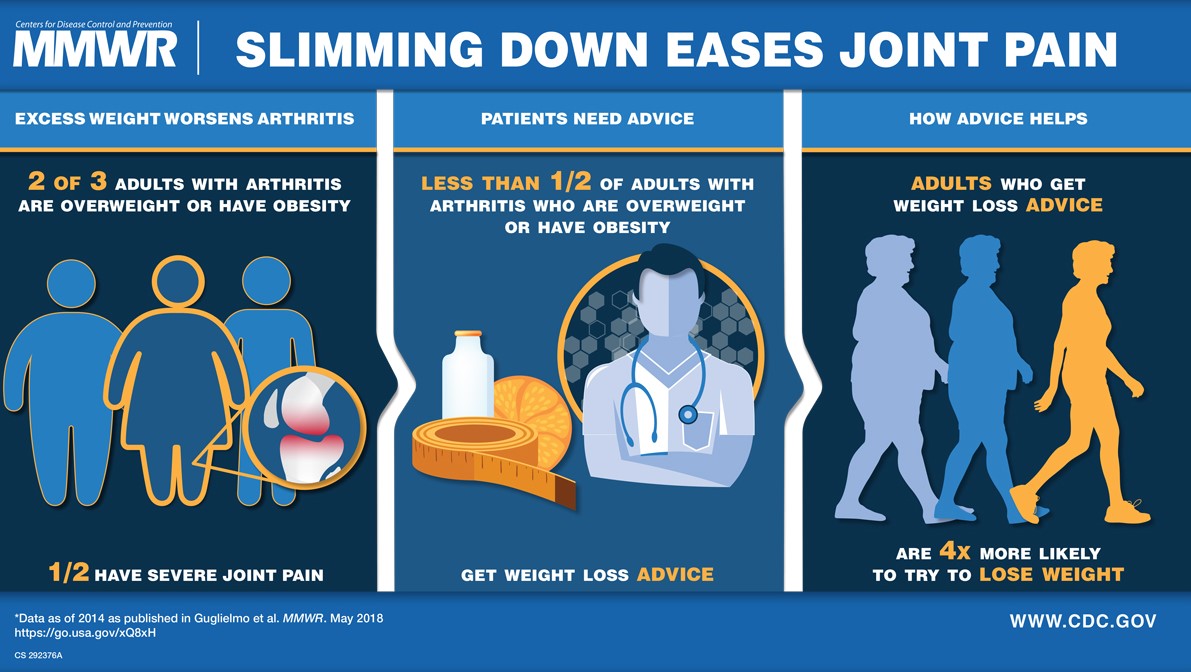 Centers for Disease Control and Prevention
MMWR
SLIMMING DOWN EASES JOINT PAIN
EXCESS WEIGHT WORSENS ARTHRITIS
2 OF 3 ADULTS WITH ARTHRITIS
ARE OVERWEIGHT OR HAVE OBESITY
1/2 HAVE SEVERE JOINT PAIN
PATIENTS NEED ADVICE
LESS THAN 1/2 OF ADULTS WITH
ARTHRITIS WHO ARE OVERWEIGHT
OR HAVE OBESITY
GET WEIGHT LOSS ADVICE
HOW ADVICE HELPS
ADULTS WHO GET
WEIGHT LOSS ADVICE
ARE 4x MORE LIKELY
TO TRY TO LOSE WEIGHT
*Data as of 2014 as published in Guglielmo et al. MMWR. May 2018
https://go.usa.gov/xQ8xH
CS 292376A
WWW.CDC.GOV